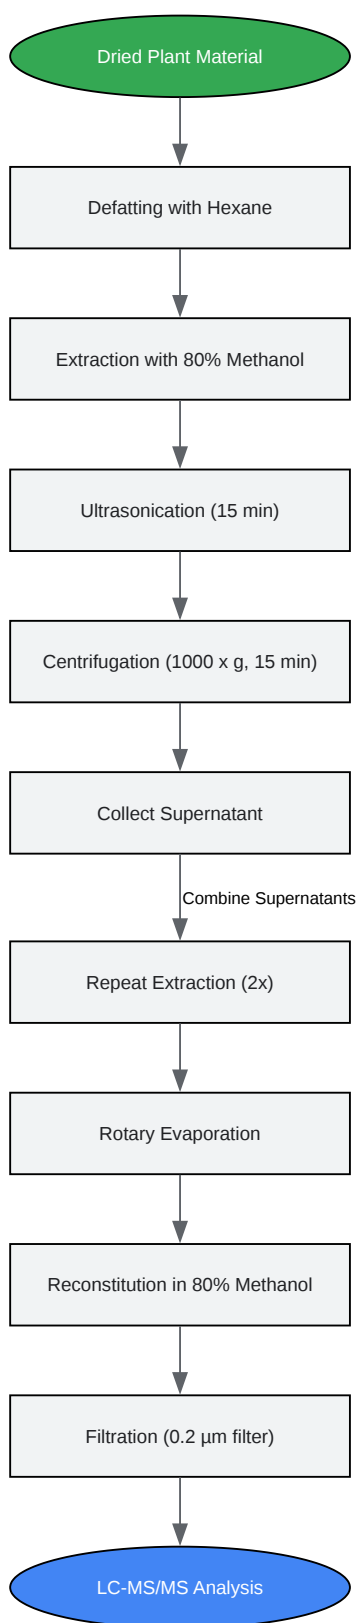 Dried Plant Material
Defatting with Hexane
Extraction with 80% Methanol
Ultrasonication (15 min)
Centrifugation (1000 x g, 15 min)
Collect Supernatant
Combine Supernatants
Repeat Extraction (2x)
Rotary Evaporation
Reconstitution in 80% Methanol
Filtration (0.2 µm filter)
LC-MS/MS Analysis